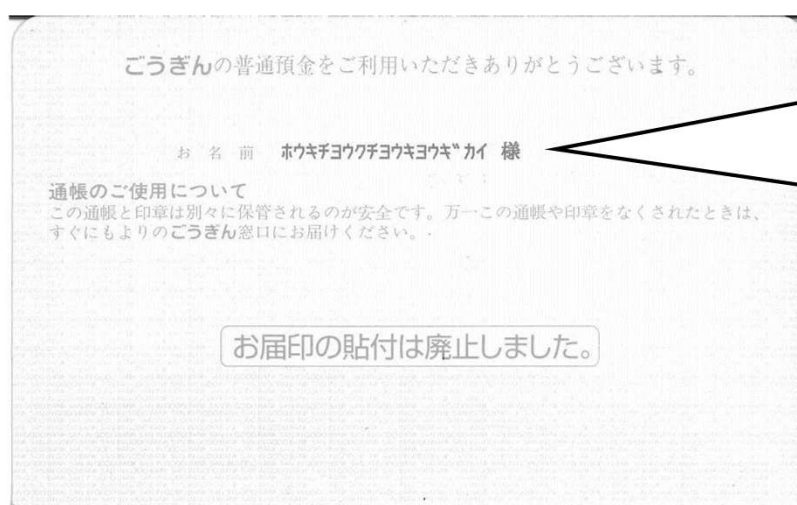 ごうぎんの普通預金をご利用いただきありがとうございます。
お名前 ホウキチヨウクチヨウキヨウギカイ 様
通帳のご使用について
この通帳と印章は別々に保管されるのが安全です。万一この通帳や印章をなくされたときは、
すぐにもよりのごうぎん窓口にお届けください。
お届印の貼付は廃止しました。